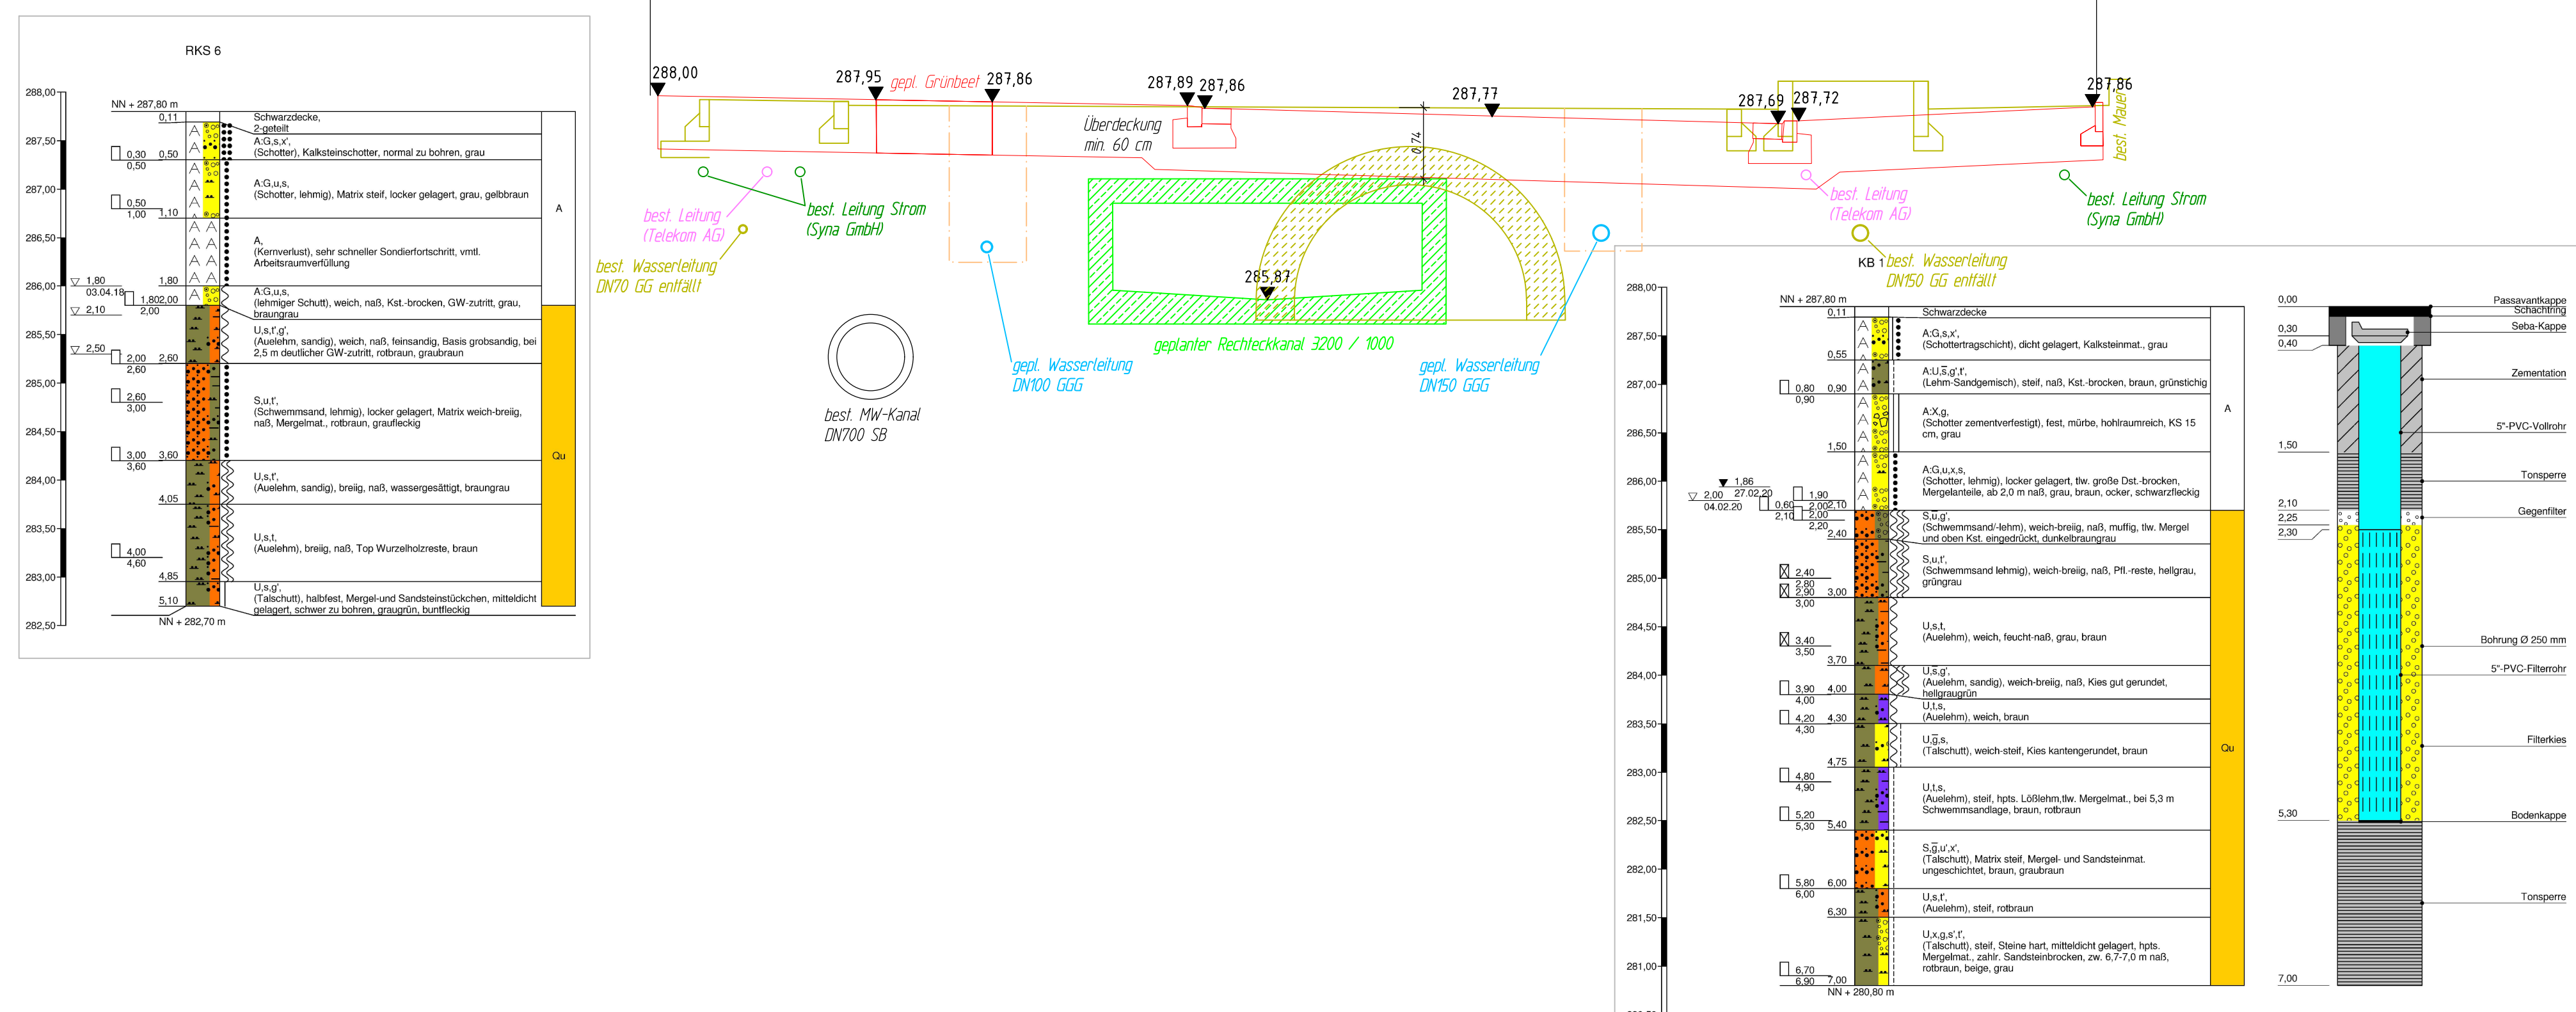 RKS 6
288,00
287,50
287,00
286,50
286,00
285,50
285,00
284,50
284,00
283,50
283,00
282,50
NN + 287,80 m
0,11
0,30
0,50
0,50
0,50
1,00
1,10
1,80
03.04.18
1,80
1,80
2,00
2,00
2,10
2,50
2,00
2,60
2,60
2,60
3,00
3,00
3,60
3,60
4,05
4,00
4,60
4,85
5,10
NN + 282,70 m
Schwarzdecke,
2-geteilt
A:G,s,x',
(Schotter), Kalksteinschotter, normal zu bohren, grau
A:G,u,s,
(Schotter, lehmig), Matrix steif, locker gelagert, grau, gelbbraun
A,
(Kernverlust), sehr schneller Sondierfortschritt, vmtl.
Arbeitsraumverfüllung
A:G,u,s,
(lehmiger Schutt), weich, naß, Kst.-brocken, GW-zutritt, grau,
braungrau
U,s,t',g',
(Auelehm, sandig), weich, naß, feinsandig, Basis grobsandig, bei
2,5 m deutlicher GW-zutritt, rotbraun, graubraun
S,u,t',
(Schwemmsand, lehmig), locker gelagert, Matrix weich-breiig,
naß, Mergelmat., rotbraun, graufleckig
U,s,t',
(Auelehm, sandig), breiig, naß, wassergesättigt, braungrau
U,s,t,
(Auelehm), breiig, naß, Top Wurzelholzreste, braun
U,s,g',
(Talschutt), halbfest, Mergel-und Sandsteinstückchen, mitteldicht
gelagert, schwer zu bohren, graugrün, buntfleckig
A
Qu
288,00
287,95
gepl. Grünbeet
287,86
287,89
287,86
287,77
287,69
287,72
287,86
best. Mauer
Überdeckung
min. 60 cm
0,74
best. Leitung
(Telekom AG)
best. Leitung Strom
(Syna GmbH)
best. Wasserleitung
DN70 GG entfällt
285,87
geplanter Rechteckkanal 3200 / 1000
gepl. Wasserleitung
DN100 GGG
best. MW-Kanal
DN700 SB
gepl. Wasserleitung
DN150 GGG
best. Leitung
(Telekom AG)
best. Leitung Strom
(Syna GmbH)
best. Wasserleitung
DN150 GG entfällt
KB 1
288,00
287,50
287,00
286,50
286,00
285,50
285,00
284,50
284,00
283,50
283,00
282,50
282,00
281,50
281,00
NN + 287,80 m
0,11
0,55
0,80
0,90
0,90
1,50
1,86
27.02.20
2,00
04.02.20
1,90
2,00
2,10
0,60
2,10
2,00
2,20
2,40
2,40
2,80
2,90
3,00
3,00
3,40
3,50
3,70
3,90
4,00
4,00
4,20
4,30
4,30
4,75
4,80
4,90
5,20
5,30
5,40
5,80
6,00
6,00
6,30
6,70
6,90
7,00
NN + 280,80 m
Schwarzdecke
A:G,s,x',
(Schottertragschicht), dicht gelagert, Kalksteinmat., grau
A:U,s̅,g',t',
(Lehm-Sandgemisch), steif, naß, Kst.-brocken, braun, grünstichig
A:X,g,
(Schotter zementverfestigt), fest, mürbe, hohlraumreich, KS 15
cm, grau
A:G,u,x,s,
(Schotter, lehmig), locker gelagert, tlw. große Dst.-brocken,
Mergelanteile, ab 2,0 m naß, grau, braun, ocker, schwarzfleckig
S,u̅,g',
(Schwemmsand/-lehm), weich-breiig, naß, muffig, tlw. Mergel
und oben Kst. eingedrückt, dunkelbraungrau
S,u,t',
(Schwemmsand lehmig), weich-breiig, naß, Pfl.-reste, hellgrau,
grüngrau
U,s,t,
(Auelehm), weich, feucht-naß, grau, braun
U,s̅,g',
(Auelehm, sandig), weich-breiig, naß, Kies gut gerundet,
hellgraugrün
U,t,s,
(Auelehm), weich, braun
U,g̅,s,
(Talschutt), weich-steif, Kies kantengerundet, braun
U,t,s,
(Auelehm), steif, hpts. Lößlehm,tlw. Mergelmat., bei 5,3 m
Schwemmsandlage, braun, rotbraun
S,g̅,u',x',
(Talschutt), Matrix steif, Mergel- und Sandsteinmat.
ungeschichtet, braun, graubraun
U,s,t',
(Auelehm), steif, rotbraun
U,x,g,s',t',
(Talschutt), steif, Steine hart, mitteldicht gelagert, hpts.
Mergelmat., zahlr. Sandsteinbrocken, zw. 6,7-7,0 m naß,
rotbraun, beige, grau
A
Qu
0,00
0,30
0,40
1,50
2,10
2,25
2,30
5,30
7,00
Passavantkappe
Schachtring
Seba-Kappe
Zementation
5"-PVC-Vollrohr
Tonsperre
Gegenfilter
Bohrung Ø 250 mm
5"-PVC-Filterrohr
Filterkies
Bodenkappe
Tonsperre